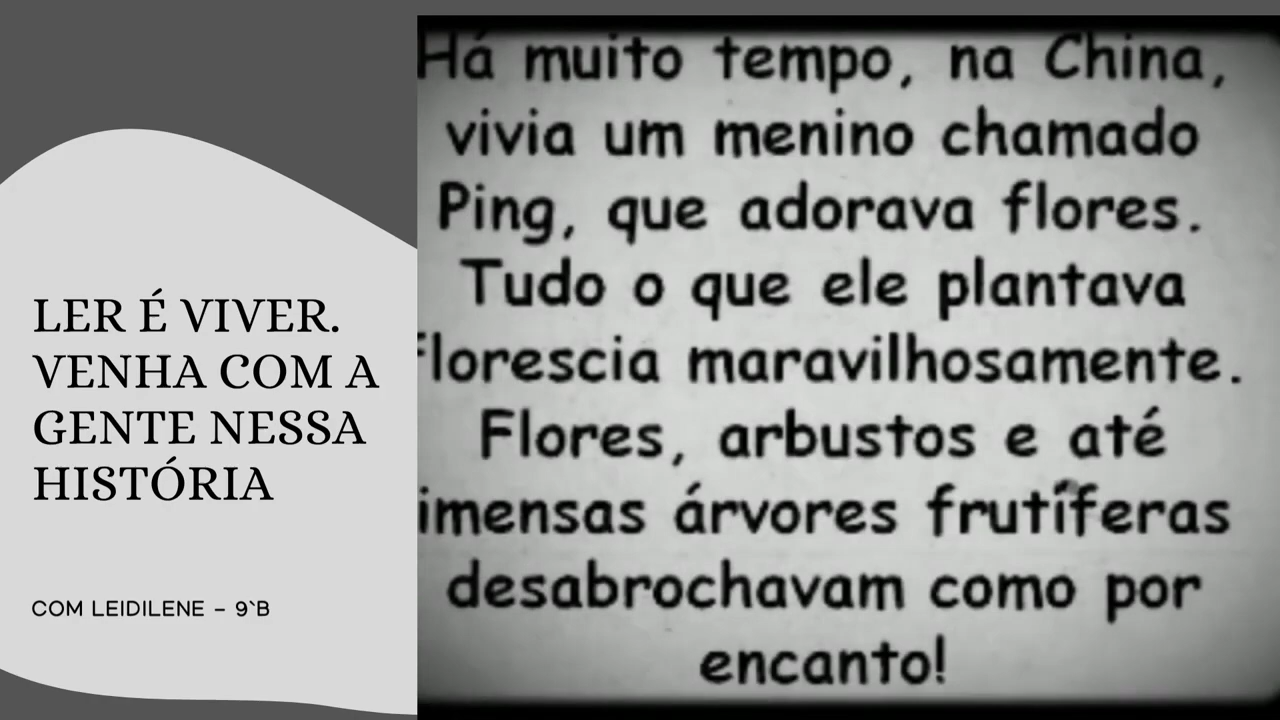 LER É VIVER.
VENHA COM A
GENTE NESSA
HISTÓRIA
COM LEIDILENE – 9`B
Há muito tempo, na China,
vivia um menino chamado
Ping, que adorava flores.
Tudo o que ele plantava
florescia maravilhosamente.
Flores, arbustos e até
imensas árvores frutíferas
desabrochavam como por
encanto!